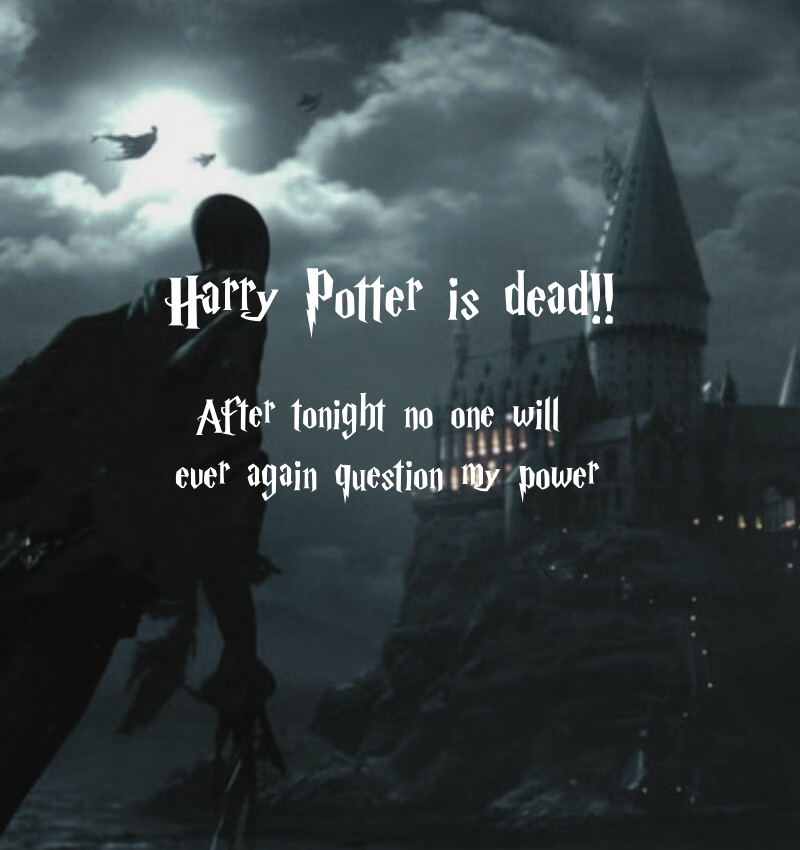 Harry Potter is dead!!
After tonight no one will
ever again question my power